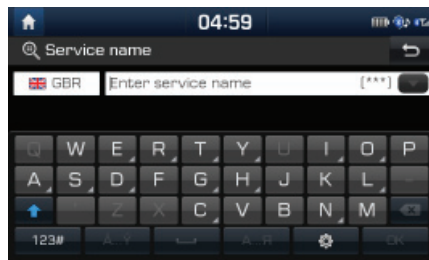 04:59
Service name
GBR Enter service name (***)
Q W E R T Y U I O P
A S D F G H J K L -
' Z X C V B N M
123# A...Ý A...Я OK